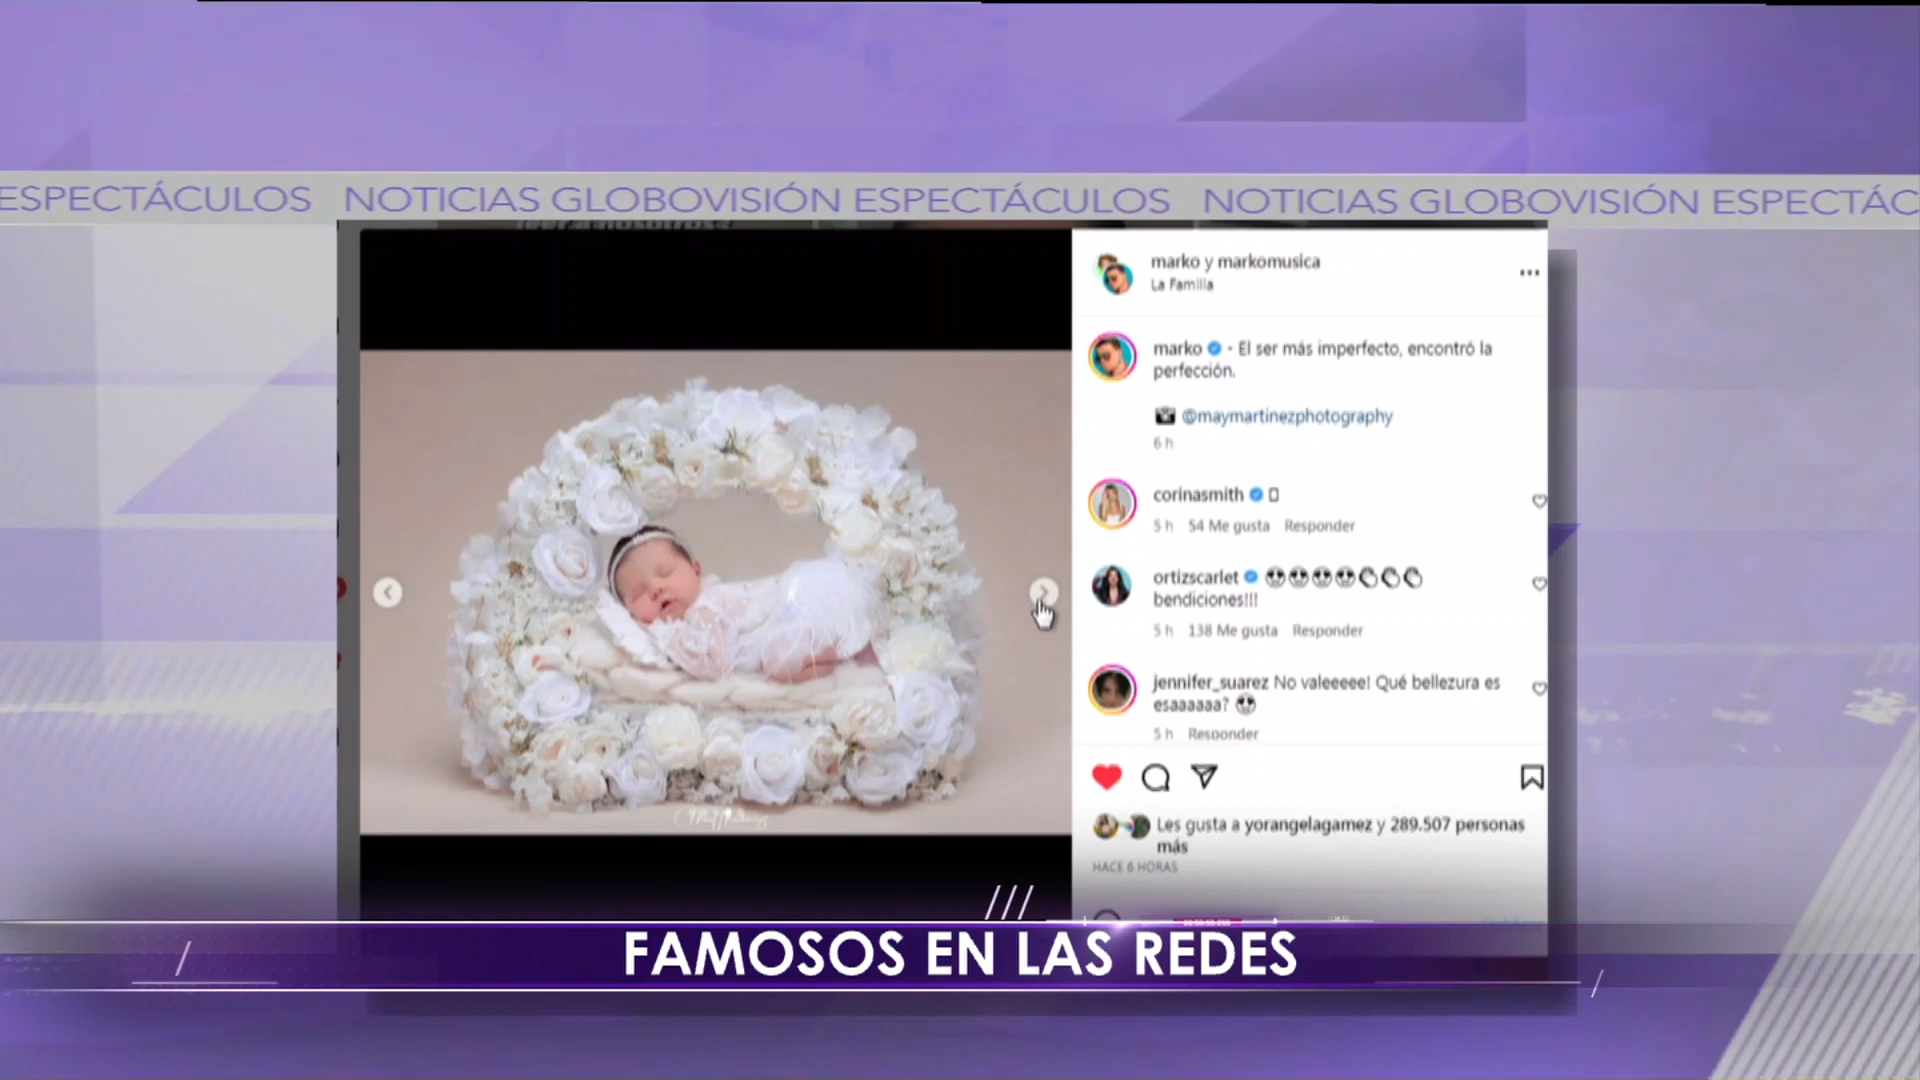 ESPECTÁCULOS NOTICIAS GLOBOVISIÓN ESPECTÁCULOS NOTICIAS GLOBOVISIÓN ESPECTÁC
marko y markomusica
La Familia
marko - El ser más imperfecto, encontró la
perfección.
@maymartinezphotography
6 h
corinasmith
5 h 54 Me gusta Responder
ortizscarlet
bendiciones!!!
5 h 138 Me gusta Responder
jennifer_suarez No valeeeee! Qué bellezura es
esaaaaaa?
5 h Responder
Les gusta a yorangelagamez y 289.507 personas
más
HACE 6 HORAS
FAMOSOS EN LAS REDES